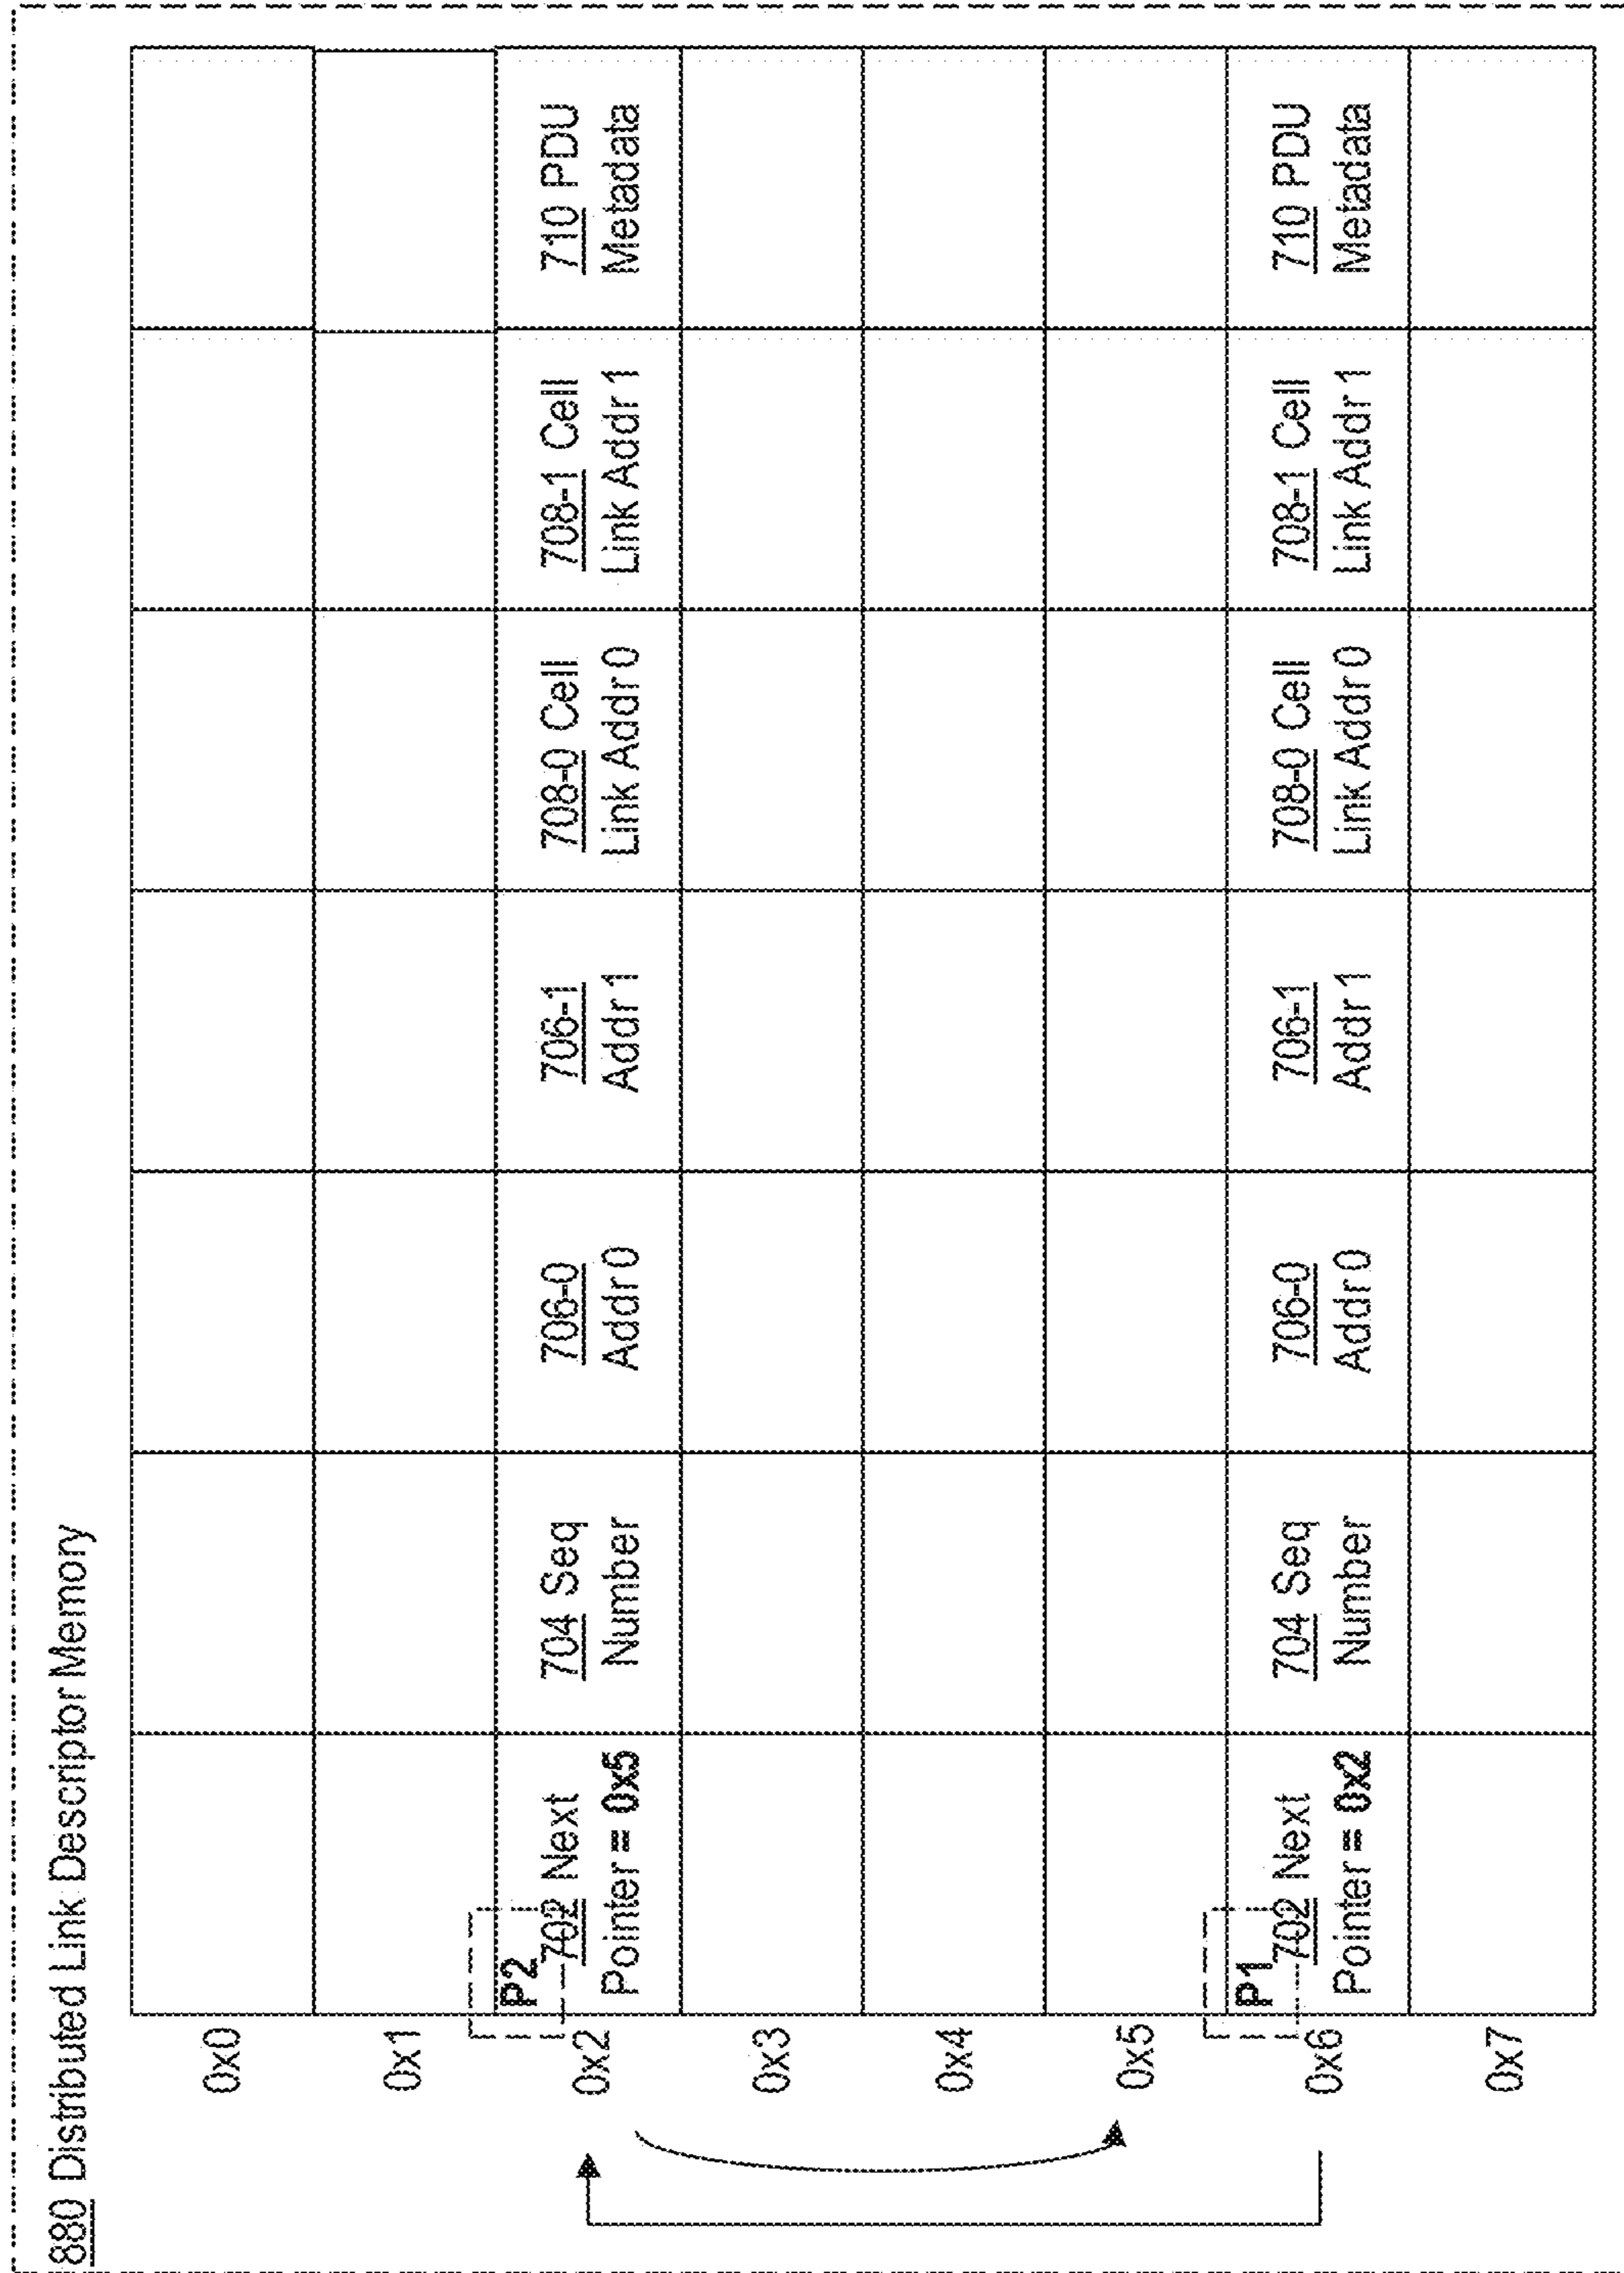 880 Distributed Link Descriptor Memory
0x0
0x1
0x2
P2
702 Next
Pointer = 0x5
704 Seq
Number
706-0
Addr 0
706-1
Addr 1
708-0 Cell
Link Addr 0
708-1 Cell
Link Addr 1
710 PDU
Metadata
0x3
0x4
0x5
0x6
P1
702 Next
Pointer = 0x2
704 Seq
Number
706-0
Addr 0
706-1
Addr 1
708-0 Cell
Link Addr 0
708-1 Cell
Link Addr 1
710 PDU
Metadata
0x7